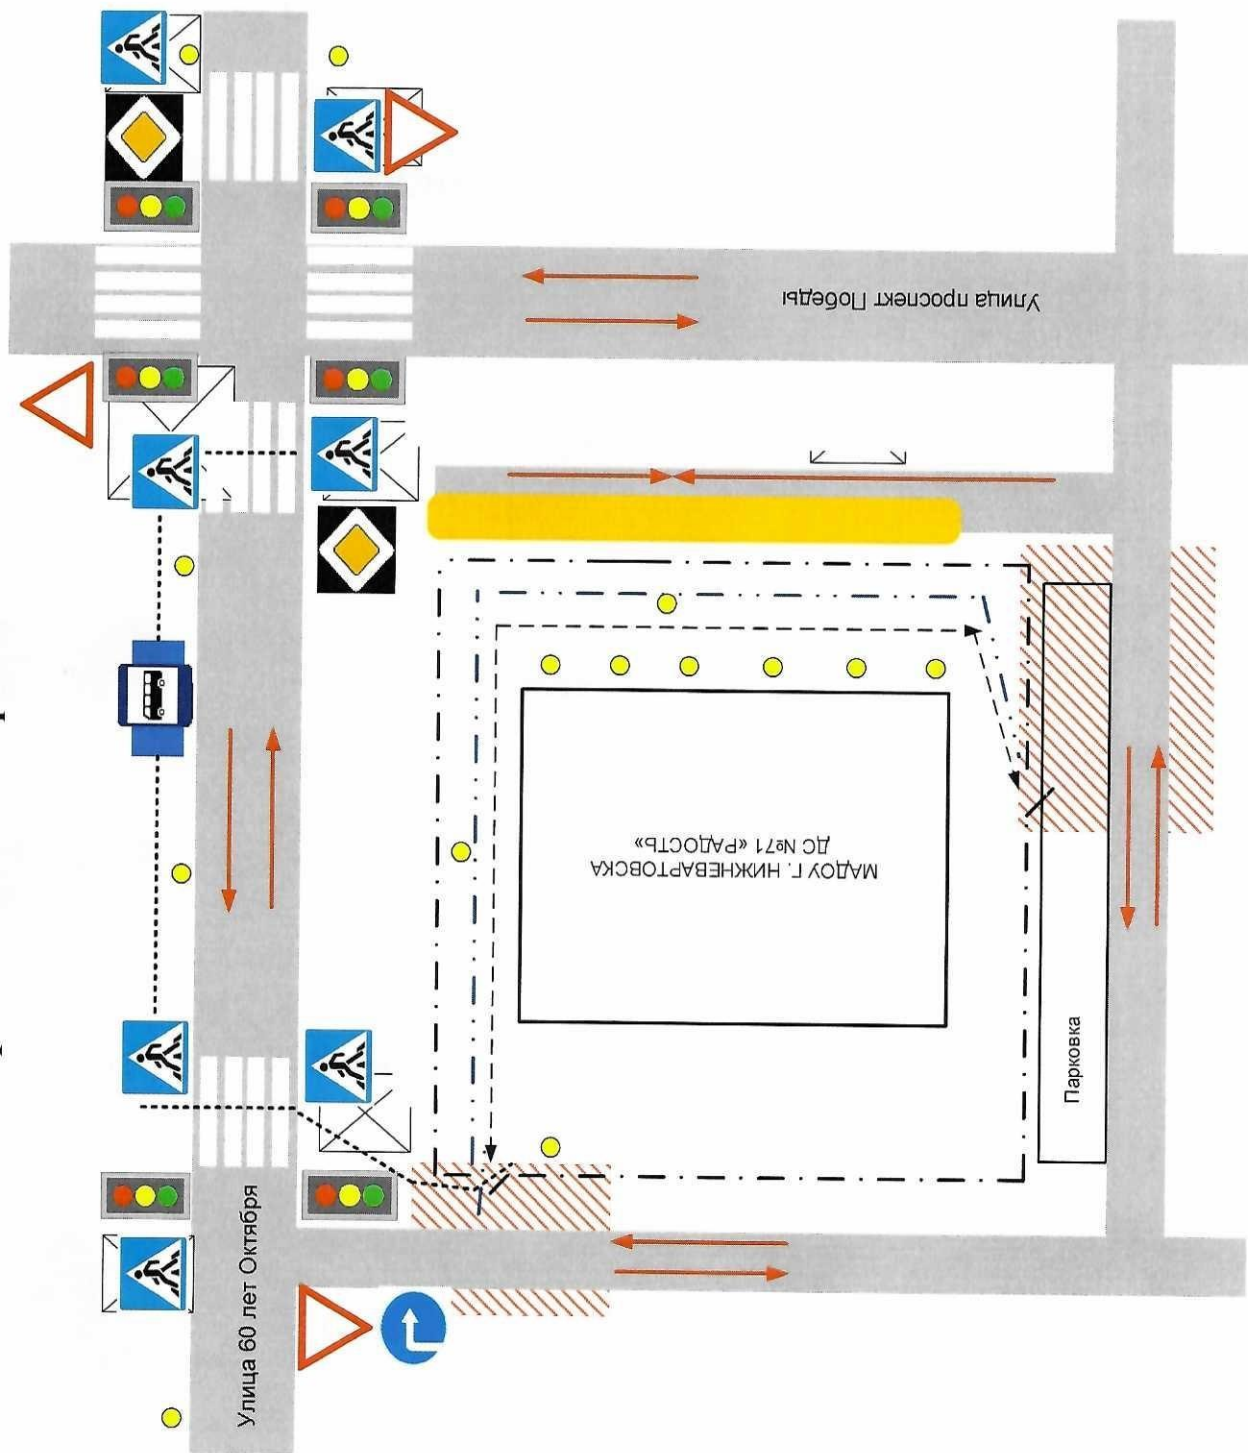 Улица проспект Победы
МАДОУ Г. НИЖНЕВАРТОВСКА
ДС №71 «РАДОСТЬ»
Парковка
Улица 60 лет Октября